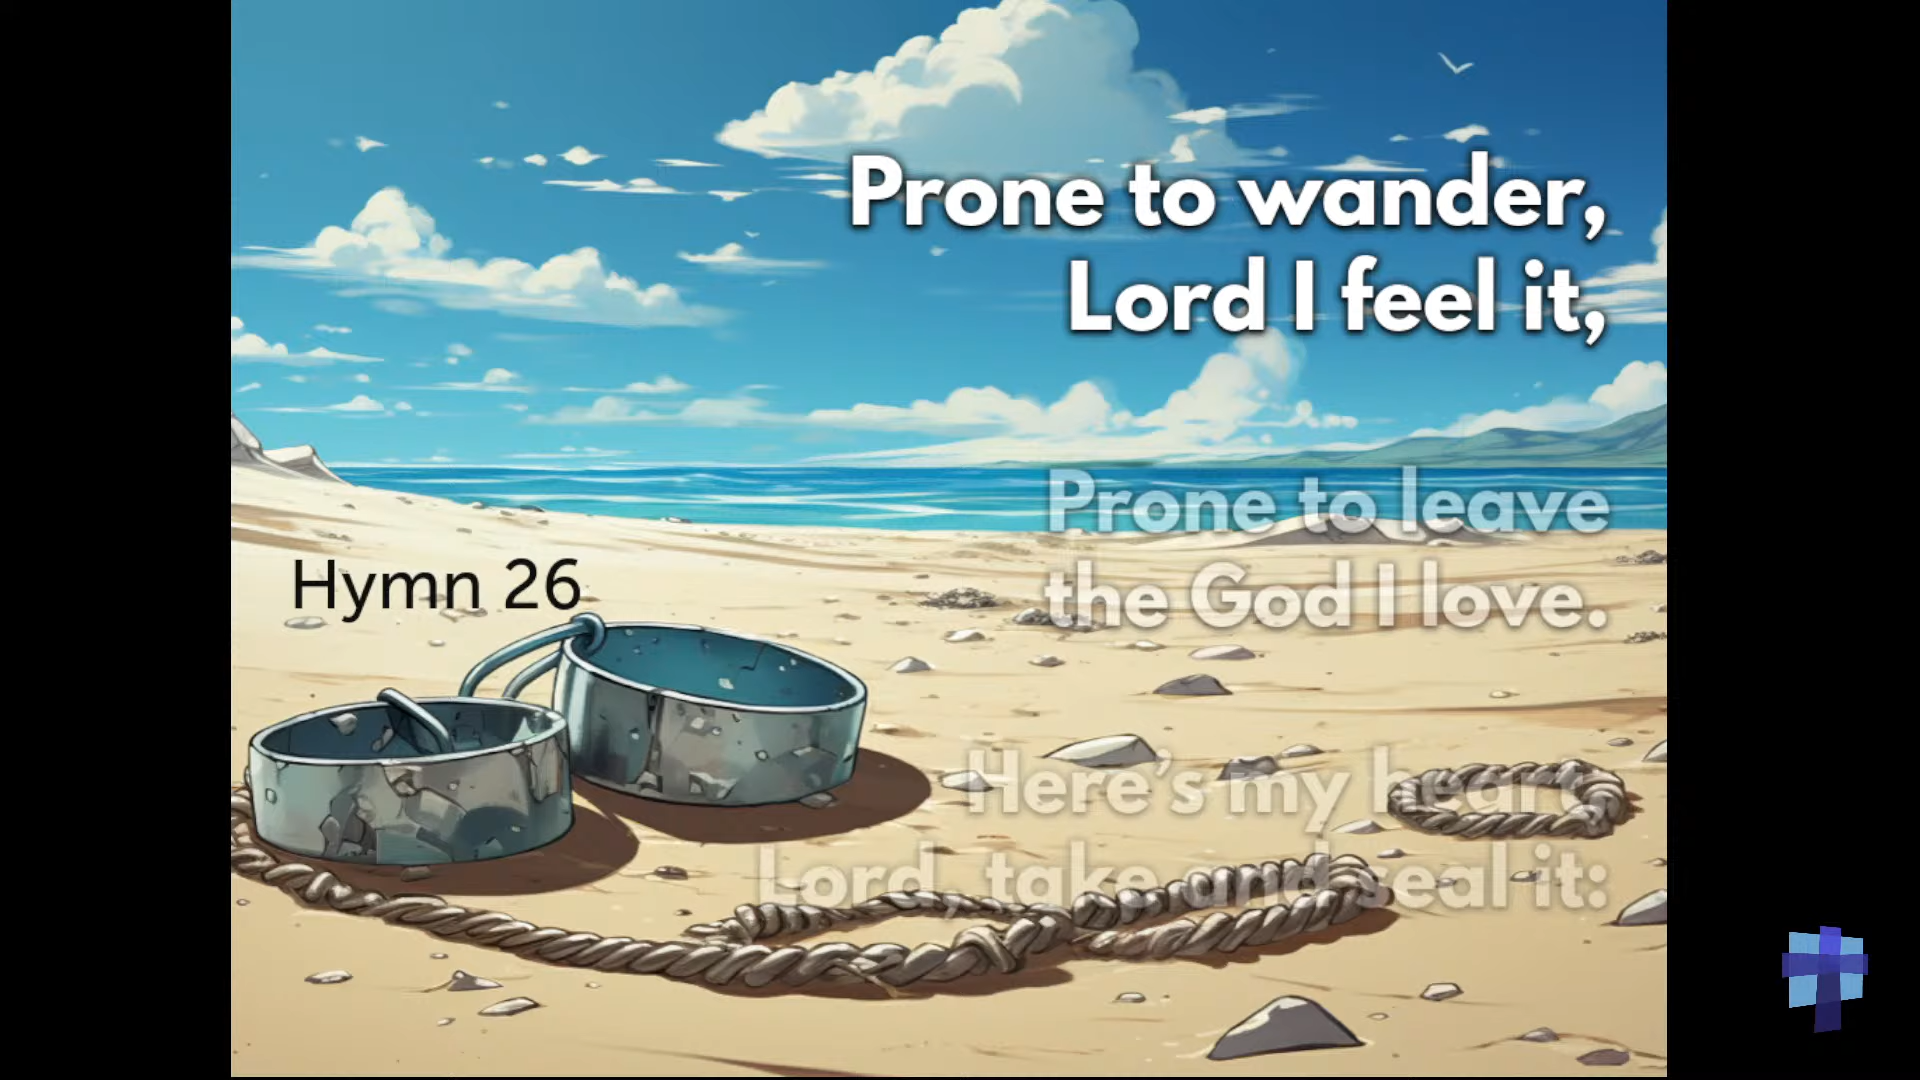 Prone to wander,
Lord I feel it,
Prone to leave
the God I love.
Hymn 26
Here's my heart,
Lord, take and seal it: